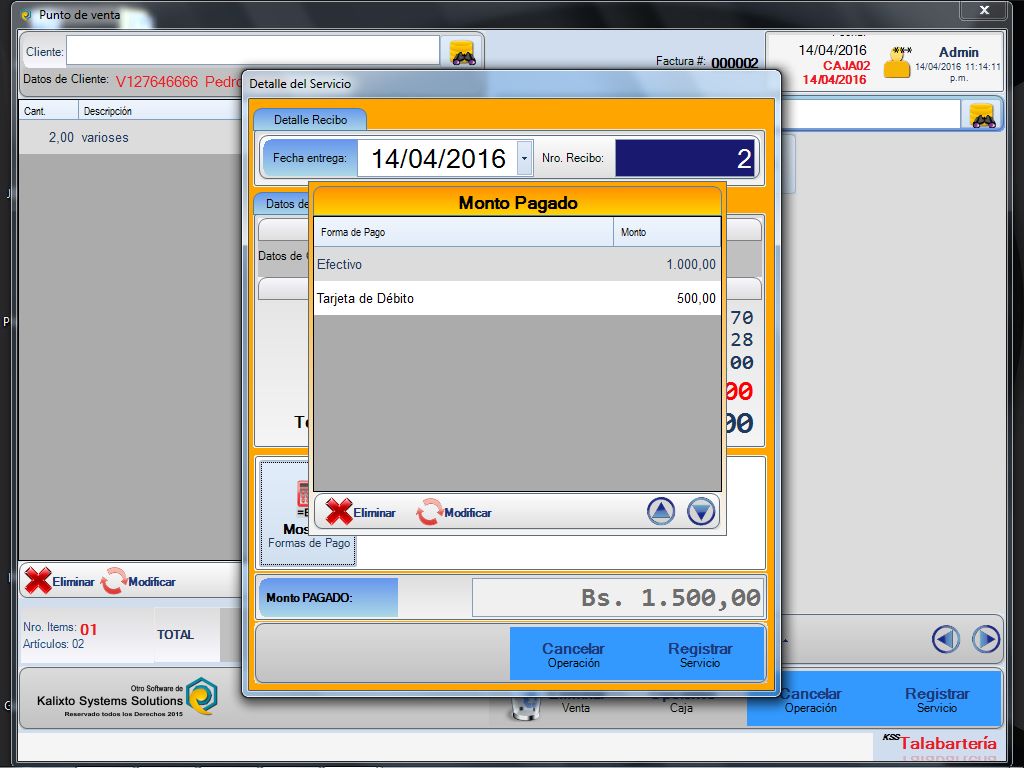 Punto de venta
Cliente:
Datos de Cliente: V127646666 Pedro
Factura #: 000002
14/04/2016
CAJA02
14/04/2016
***
Admin
14/04/2016 11:14:11
p.m.
Cant. Descripción
2,00 varioses
Detalle del Servicio
Detalle Recibo
Fecha entrega: 14/04/2016 Nro. Recibo: 2
Datos de
Monto Pagado
Forma de Pago Monto
Efectivo 1.000,00
Tarjeta de Débito 500,00
Datos de
70
28
00
00
00
Eliminar Modificar
Formas de Pago
Monto PAGADO: Bs. 1.500,00
Cancelar
Operación
Registrar
Servicio
Eliminar Modificar
Nro. Items: 01
Artículos: 02
TOTAL
Otro Software de
Kalixto Systems Solutions
Reservado todos los Derechos 2015
Venta
Caja
Cancelar
Operación
Registrar
Servicio
KSS Talabartería